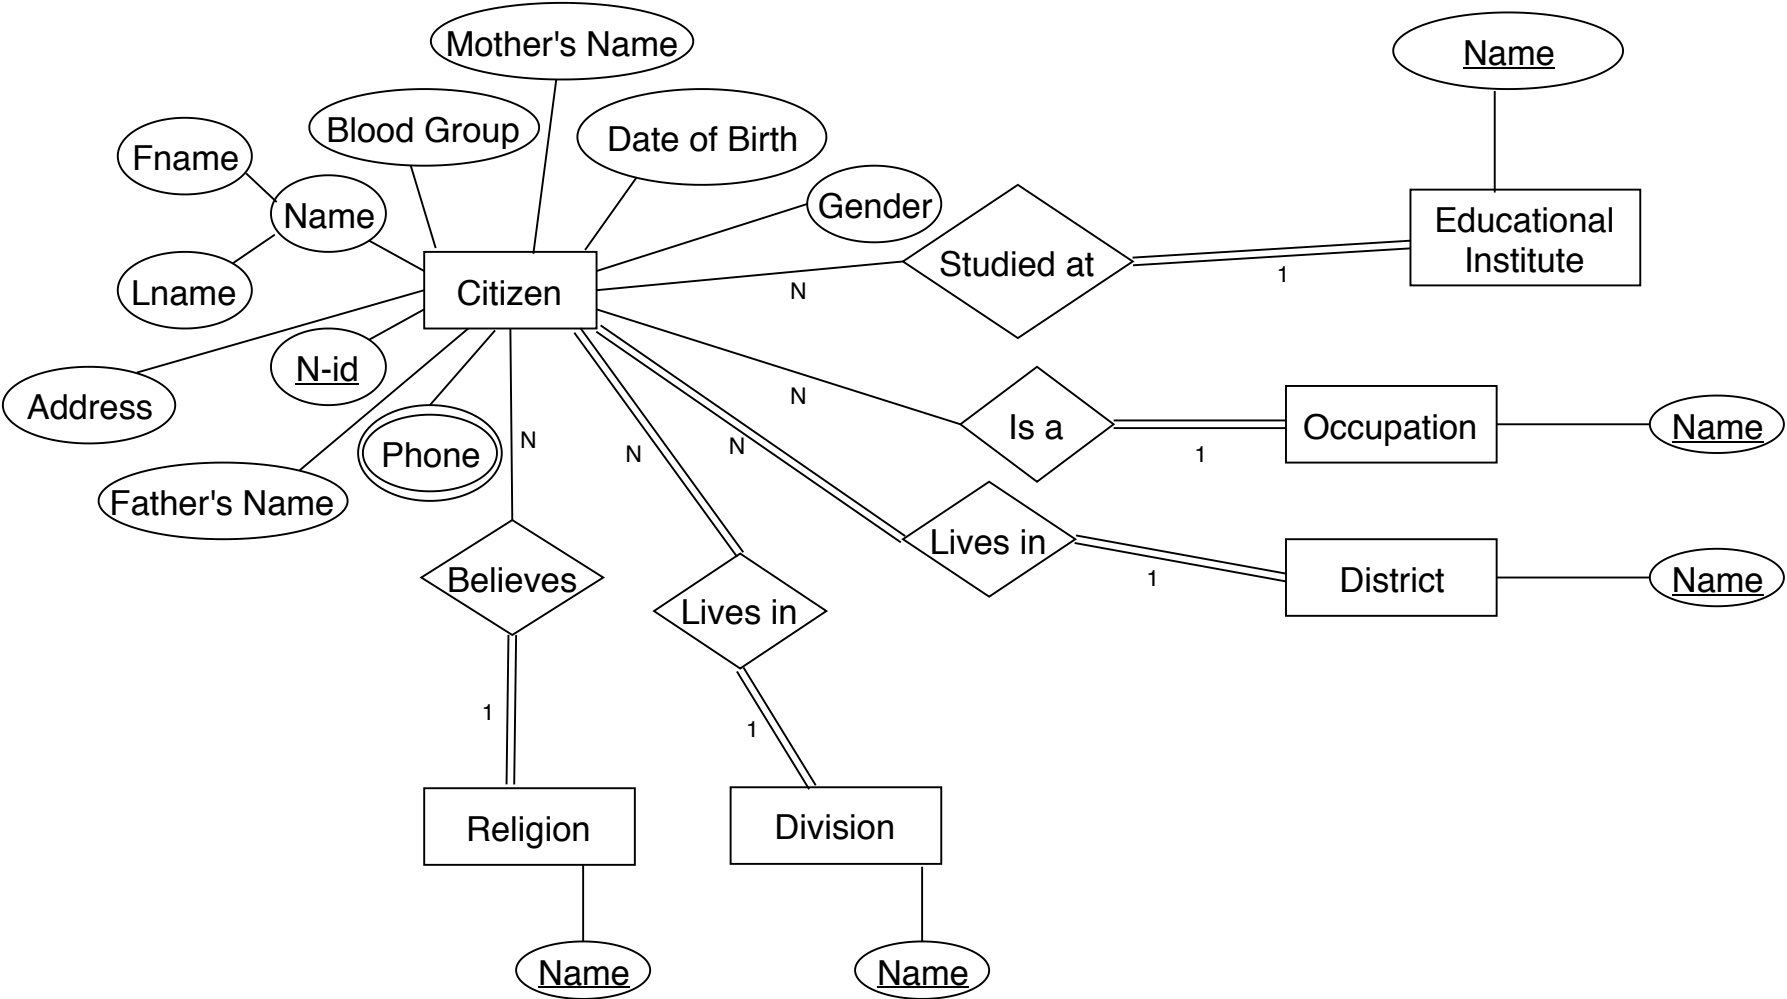 Mother's Name
Name
Blood Group
Date of Birth
Fname
Name
Gender
Educational
Institute
Studied at
1
Lname
Citizen
N
N-id
Address
N
Is a
1
Occupation
Name
Phone
N
N
N
Father's Name
Lives in
1
District
Name
Believes
Lives in
1
1
Religion
Division
Name
Name